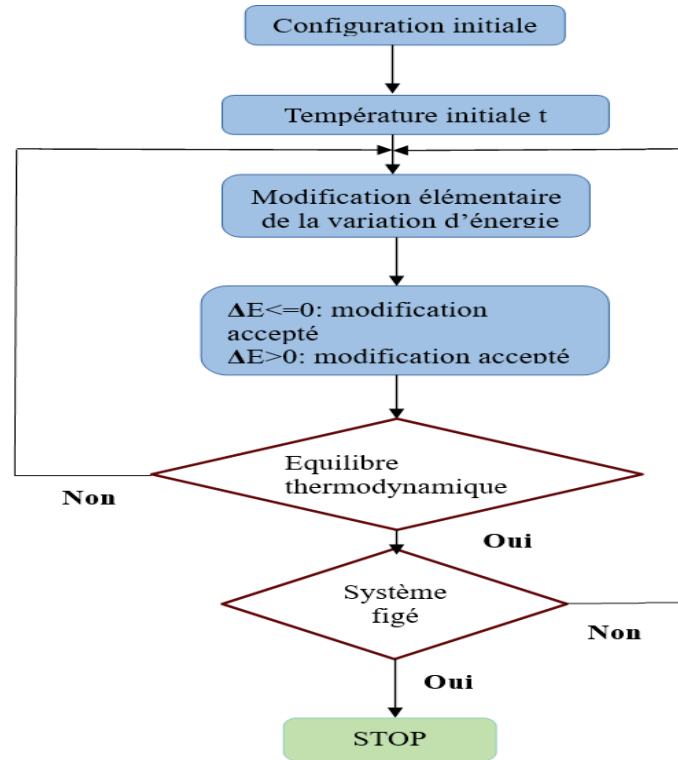 Configuration initiale
Température initiale t
Modification élémentaire
de la variation d’énergie
ΔE<=0: modification
accepté
ΔE>0: modification accepté
Equilibre
thermodynamique
Non
Oui
Système
figé
Non
Oui
STOP